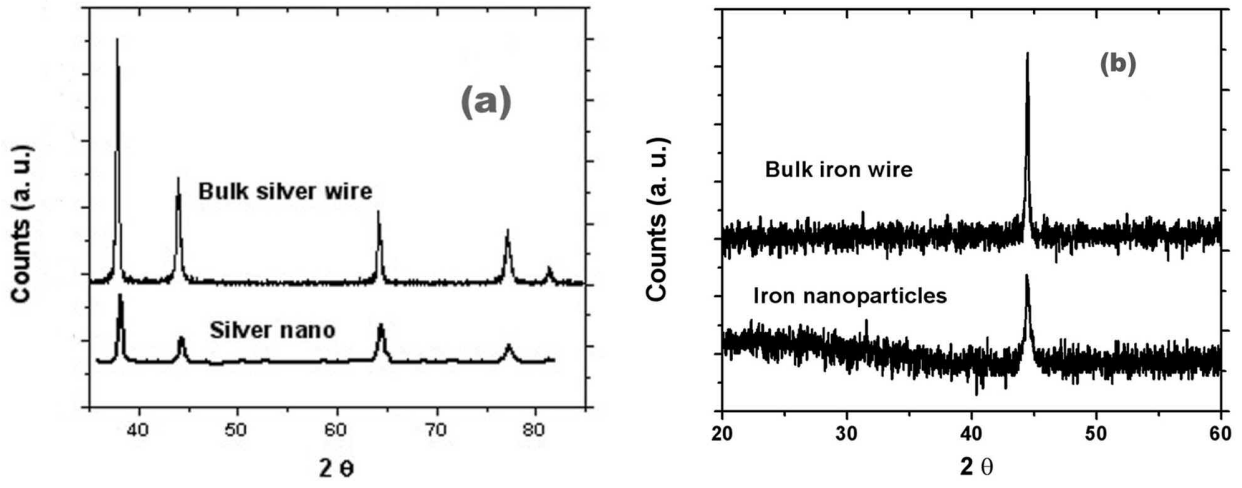 (a)
Bulk silver wire
Silver nano
Counts (a. u.)
40 50 60 70 80
2 θ
(b)
Bulk iron wire
Iron nanoparticles
Counts (a. u.)
20 30 40 50 60
2 θ